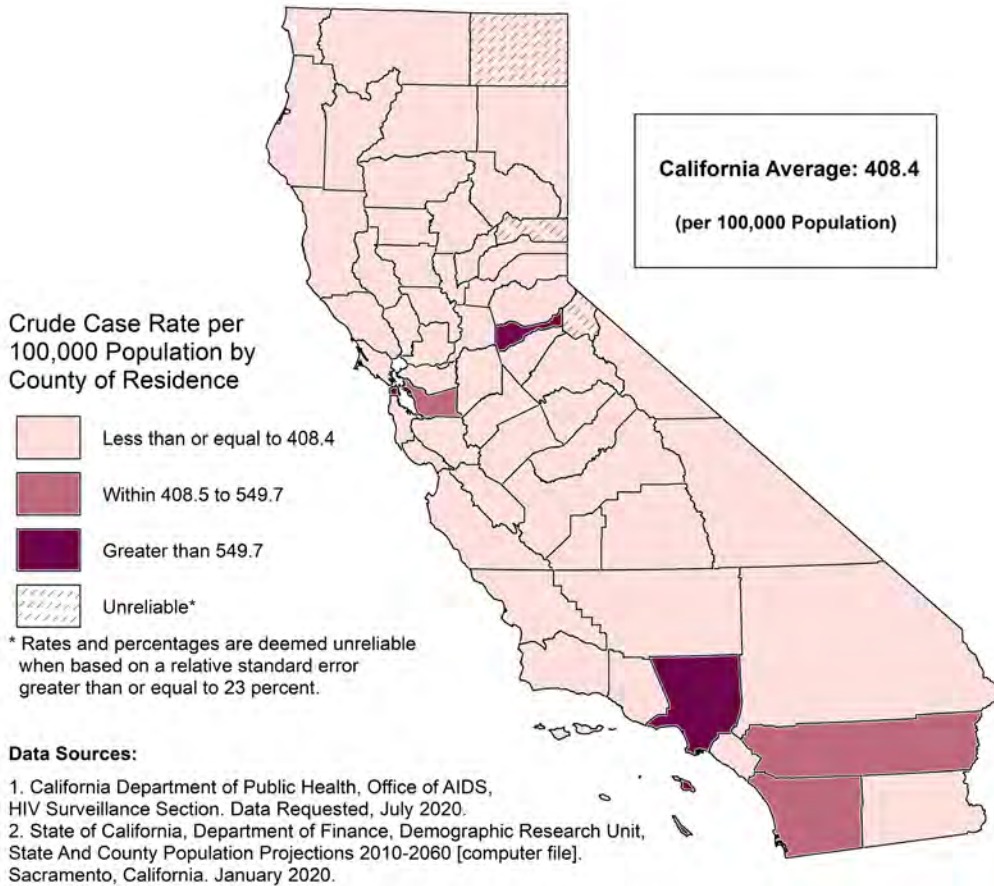 California Average: 408.4
(per 100,000 Population)
Crude Case Rate per
100,000 Population by
County of Residence
Less than or equal to 408.4
Within 408.5 to 549.7
Greater than 549.7
Unreliable*
* Rates and percentages are deemed unreliable
when based on a relative standard error
greater than or equal to 23 percent.
Data Sources:
1. California Department of Public Health, Office of AIDS,
HIV Surveillance Section. Data Requested, July 2020.
2. State of California, Department of Finance, Demographic Research Unit,
State And County Population Projections 2010-2060 [computer file].
Sacramento, California. January 2020.